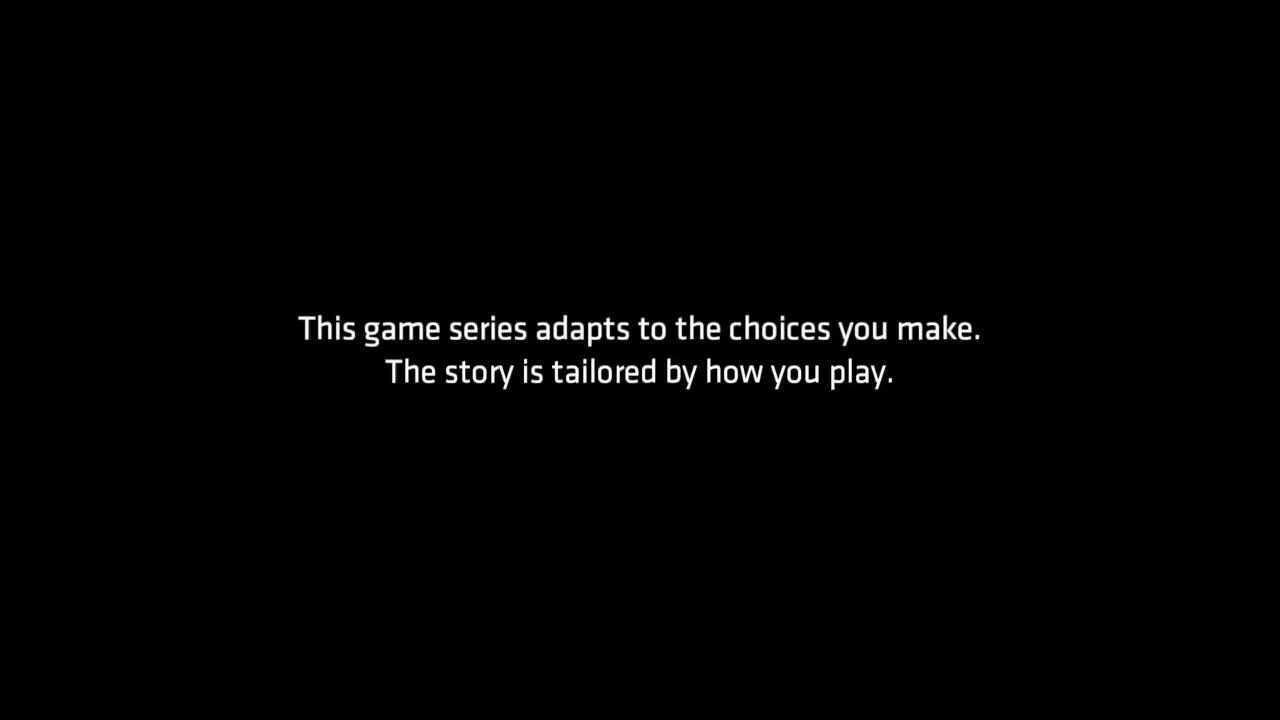 This game series adapts to the choices you make.
The story is tailored by how you play.